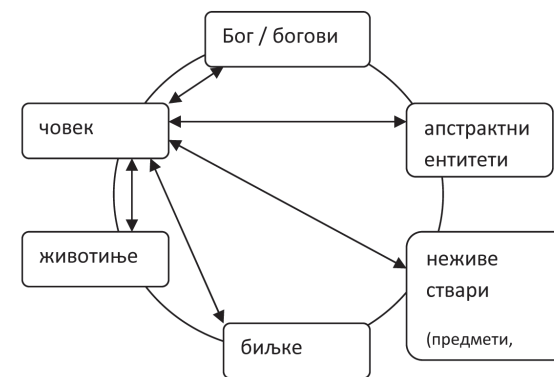 Бог / богови
човек
апстрактни
ентитети
животиње
неживе
ствари
(предмети,
биљке